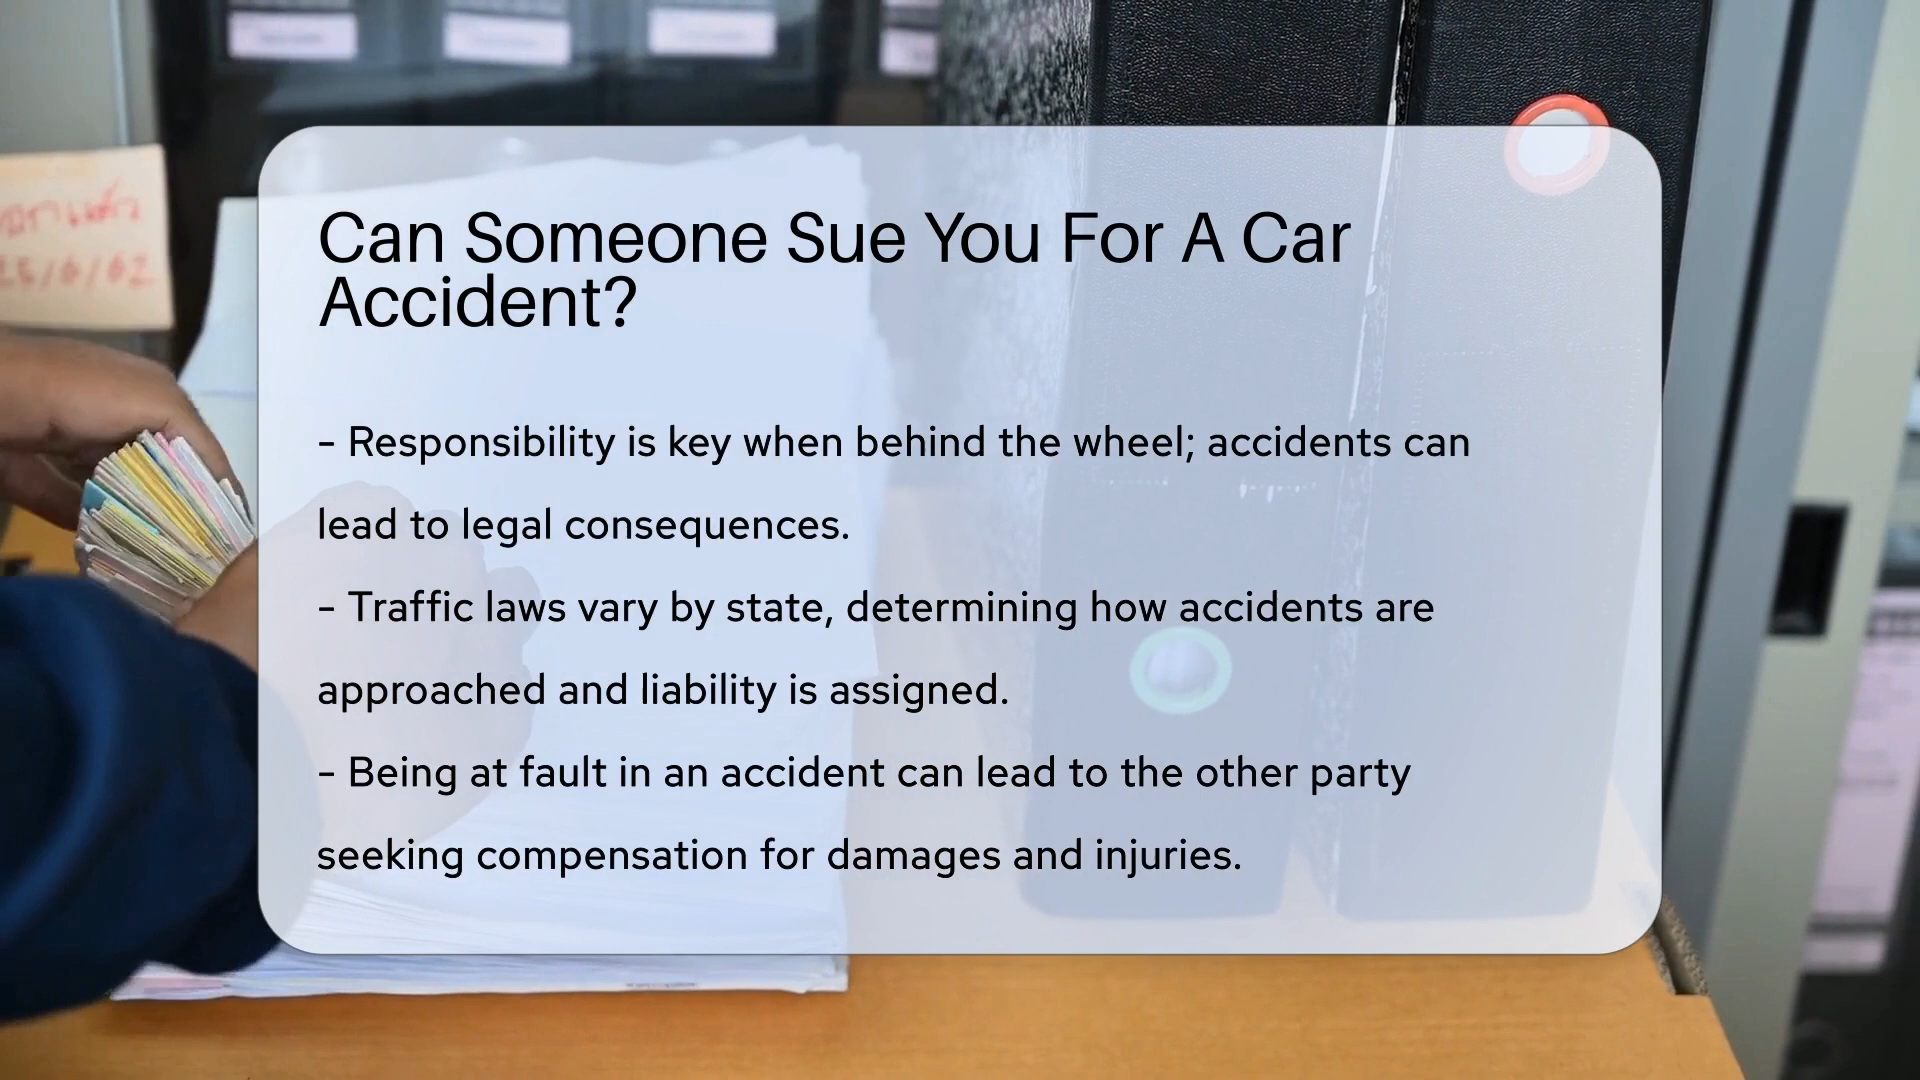 Can Someone Sue You For A Car
Accident?
- Responsibility is key when behind the wheel; accidents can
lead to legal consequences.
- Traffic laws vary by state, determining how accidents are
approached and liability is assigned.
- Being at fault in an accident can lead to the other party
seeking compensation for damages and injuries.